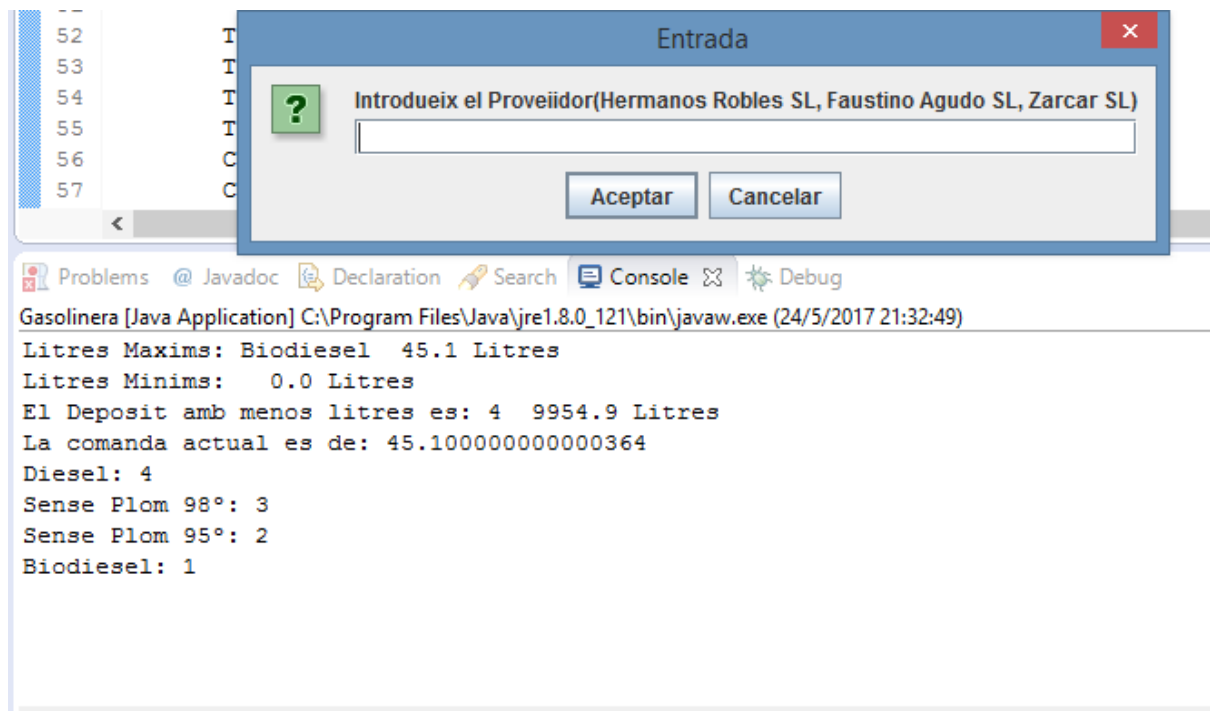 52 T
53 T
54 T
55 T
56 C
57 C
Entrada
Introdueix el Proveiidor(Hermanos Robles SL, Faustino Agudo SL, Zarcar SL)
Aceptar Cancelar
Problems @ Javadoc Declaration Search Console Debug
Gasolinera [Java Application] C:\Program Files\Java\jre1.8.0_121\bin\javaw.exe (24/5/2017 21:32:49)
Litres Maxims: Biodiesel  45.1 Litres
Litres Minims:   0.0 Litres
El Deposit amb menos litres es: 4  9954.9 Litres
La comanda actual es de: 45.100000000000364
Diesel: 4
Sense Plom 98º: 3
Sense Plom 95º: 2
Biodiesel: 1